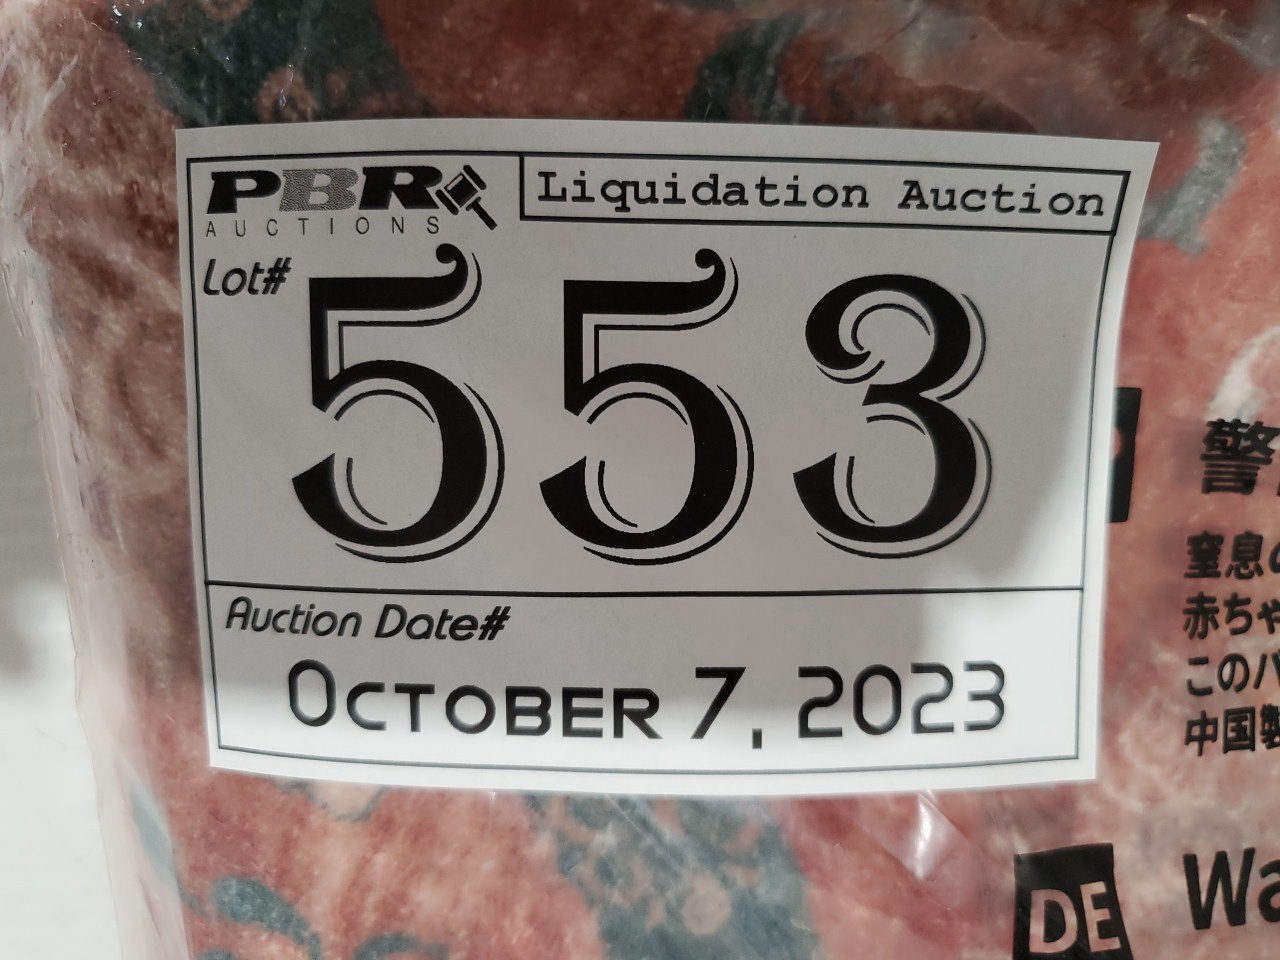 PBR
AUCTIONS
Liquidation Auction
Lot#
553
Auction Date#
OCTOBER 7, 2023
警
窒息の
赤ちゃ
このバ
中国製
DE
Wa